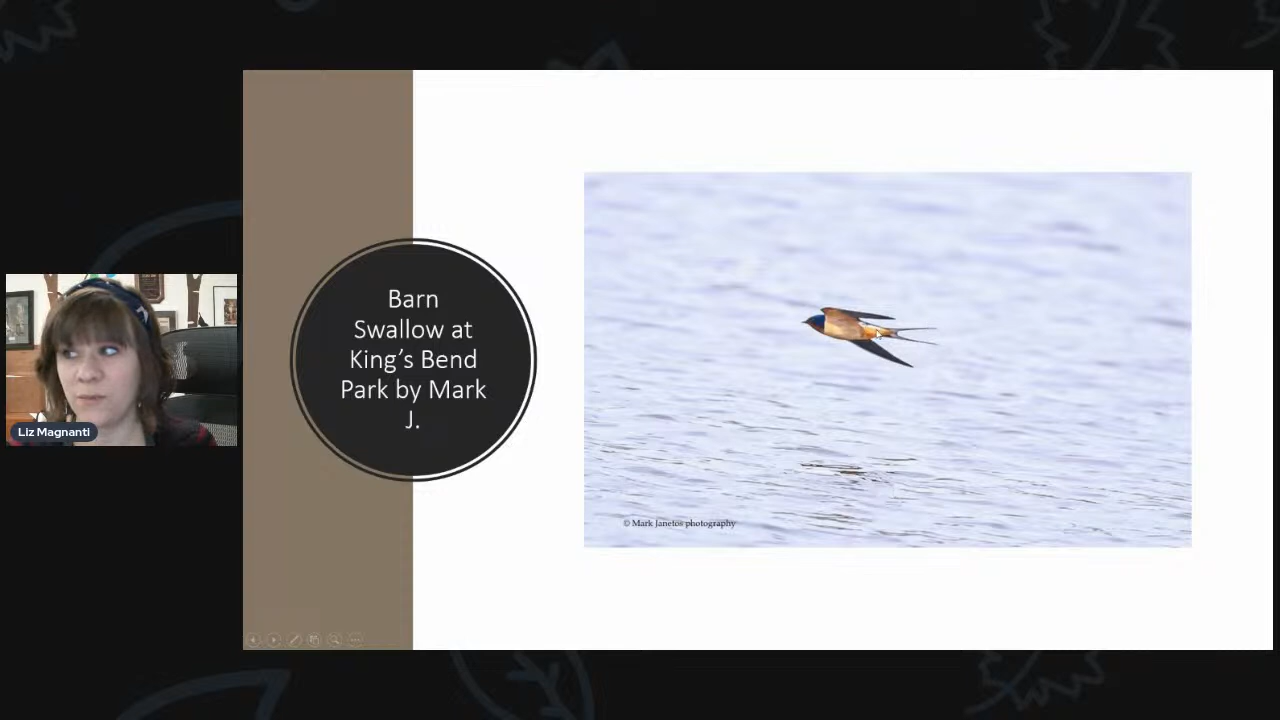 Barn
Swallow at
King’s Bend
Park by Mark
J.
Liz Magnanti
© Mark Janetos photography